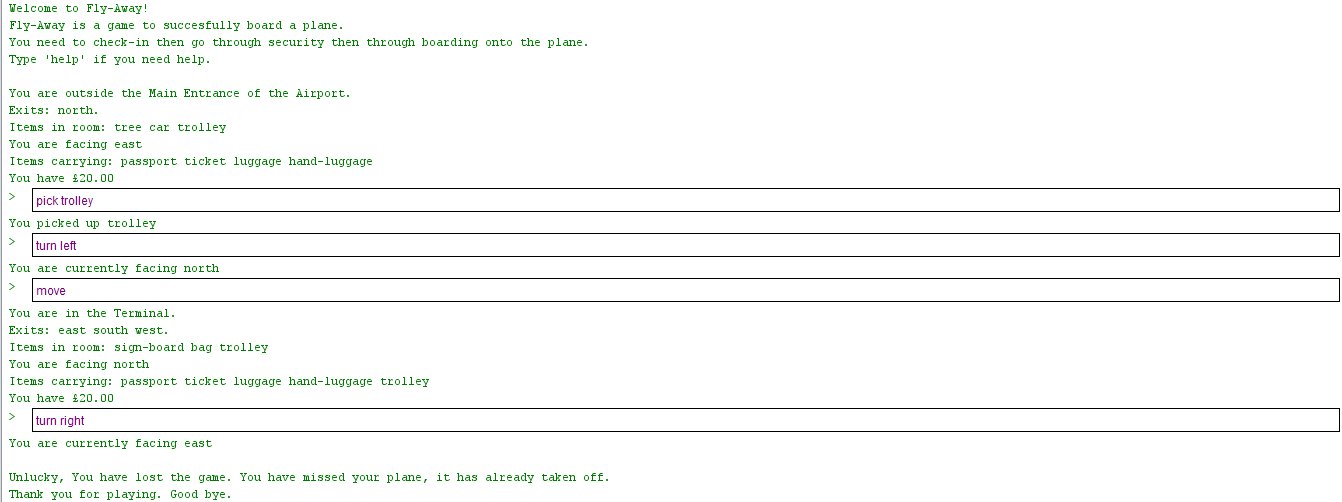 Welcome to Fly-Away!
Fly-Away is a game to succesfully board a plane.
You need to check-in then go through security then through boarding onto the plane.
Type 'help' if you need help.
You are outside the Main Entrance of the Airport.
Exits: north.
Items in room: tree car trolley
You are facing east
Items carrying: passport ticket luggage hand-luggage
You have £20.00
> pick trolley
You picked up trolley
> turn left
You are currently facing north
> move
You are in the Terminal.
Exits: east south west.
Items in room: sign-board bag trolley
You are facing north
Items carrying: passport ticket luggage hand-luggage trolley
You have £20.00
> turn right
You are currently facing east
Unlucky, You have lost the game. You have missed your plane, it has already taken off.
Thank you for playing. Good bye.